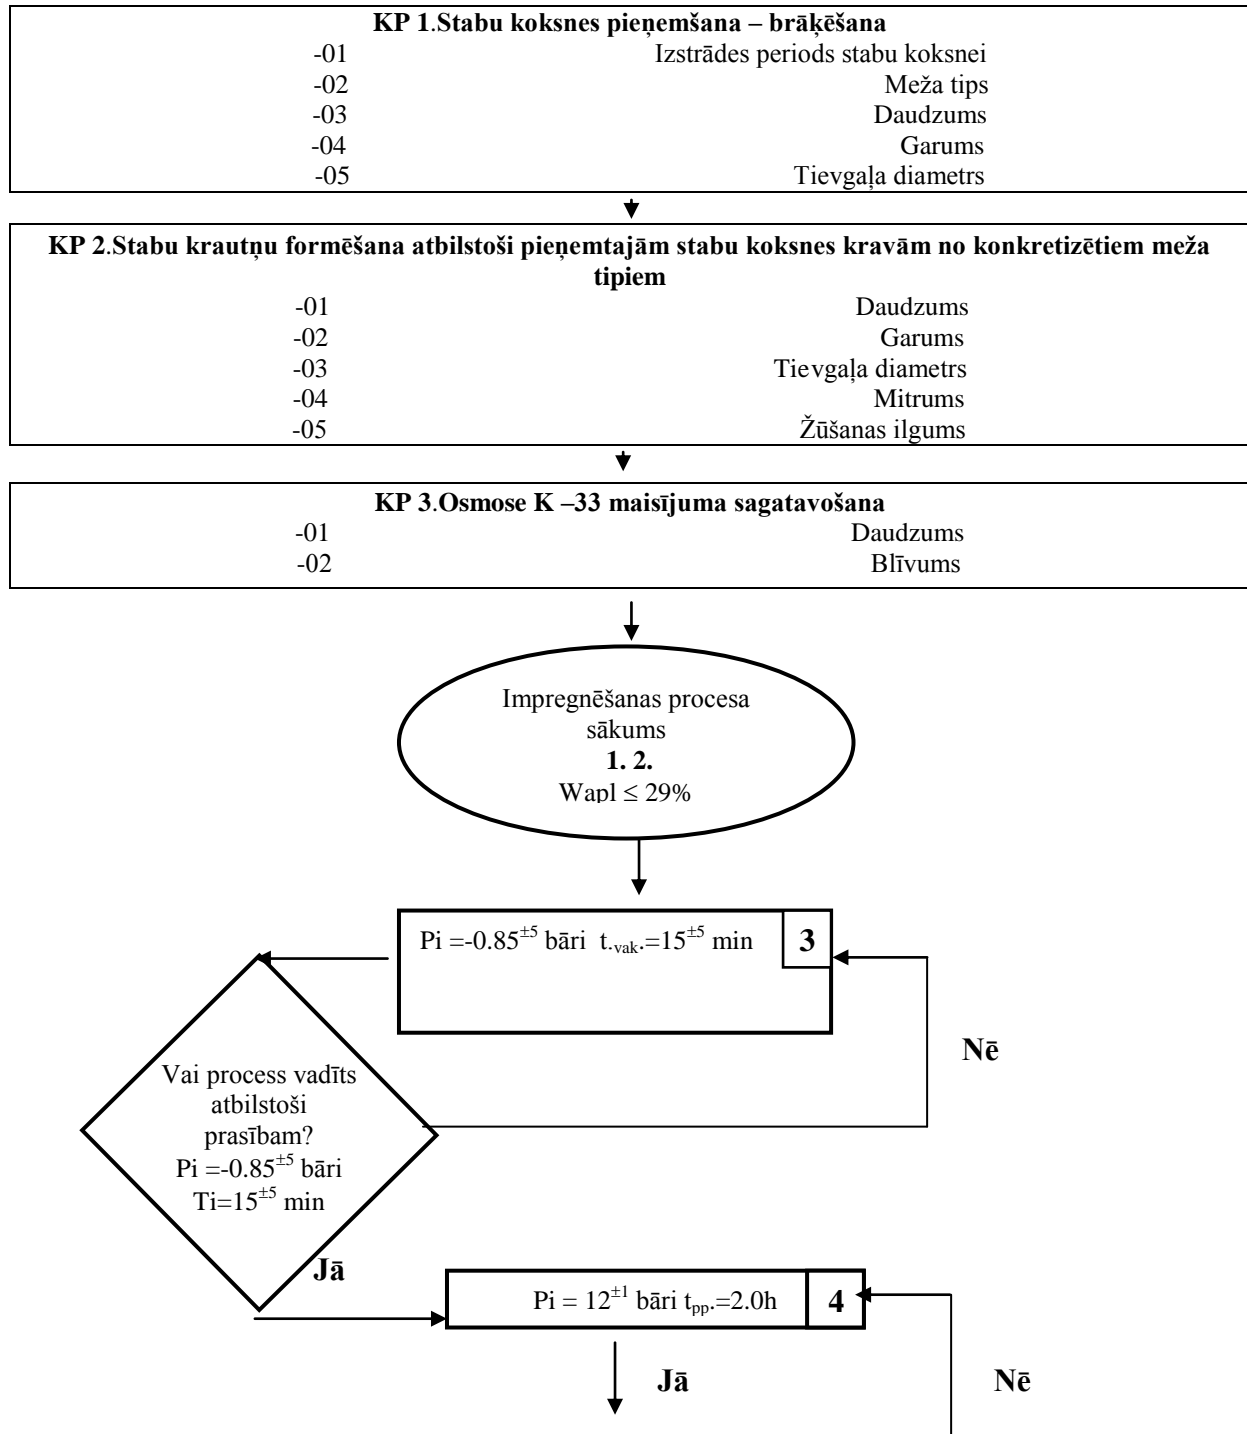 KP 1.Stabu koksnes pieņemšana – brāķēšana
-01 Izstrādes periods stabu koksnei
-02 Meža tips
-03 Daudzums
-04 Garums
-05 Tievgaļa diametrs
KP 2.Stabu krautņu formēšana atbilstoši pieņemtajām stabu koksnes kravām no konkretizētiem meža
tipiem
-01 Daudzums
-02 Garums
-03 Tievgaļa diametrs
-04 Mitrums
-05 Žūšanas ilgums
KP 3.Osmose K –33 maisījuma sagatavošana
-01 Daudzums
-02 Blīvums
Impregnēšanas procesa
sākums
1. 2.
Wapl ≤ 29%
Pi =-0.85±5 bāri t.vak.=15±5 min 3
Nē
Vai process vadīts
atbilstoši
prasībam?
Pi =-0.85±5 bāri
Ti=15±5 min
Jā
Pi = 12±1 bāri tpp.=2.0h 4
Jā Nē